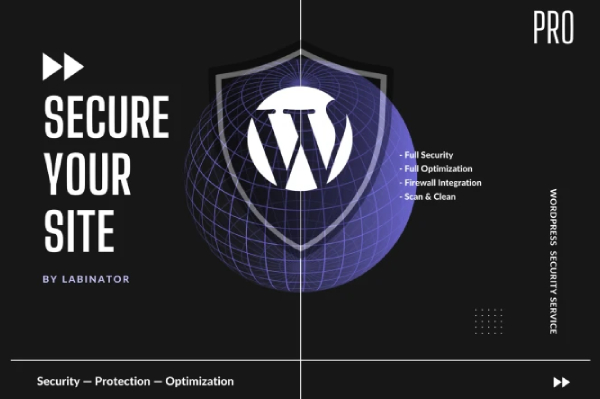 PRO
SECURE
YOUR
SITE
BY LABINATOR
- Full Security
- Full Optimization
- Firewall Integration
- Scan & Clean
WORDPRESS SECURITY SERVICE
Security — Protection — Optimization